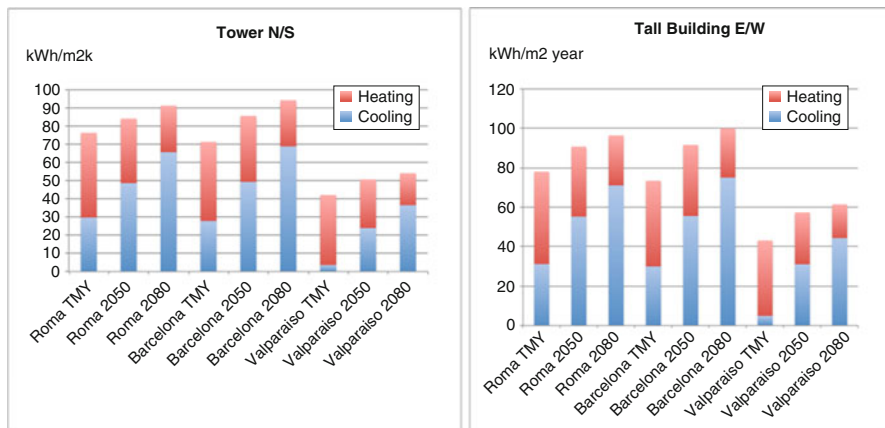 Tower N/S
kWh/m2k
100
90
80
70
60
50
40
30
20
10
0
Heating
Cooling
Roma TMY
Roma 2050
Roma 2080
Barcelona TMY
Barcelona 2050
Barcelona 2080
Valparaiso TMY
Valparaiso 2050
Valparaiso 2080
Tall Building E/W
kWh/m2 year
120
100
80
60
40
20
0
Heating
Cooling
Roma TMY
Roma 2050
Roma 2080
Barcelona TMY
Barcelona 2050
Barcelona 2080
Valparaiso TMY
Valparaiso 2050
Valparaiso 2080